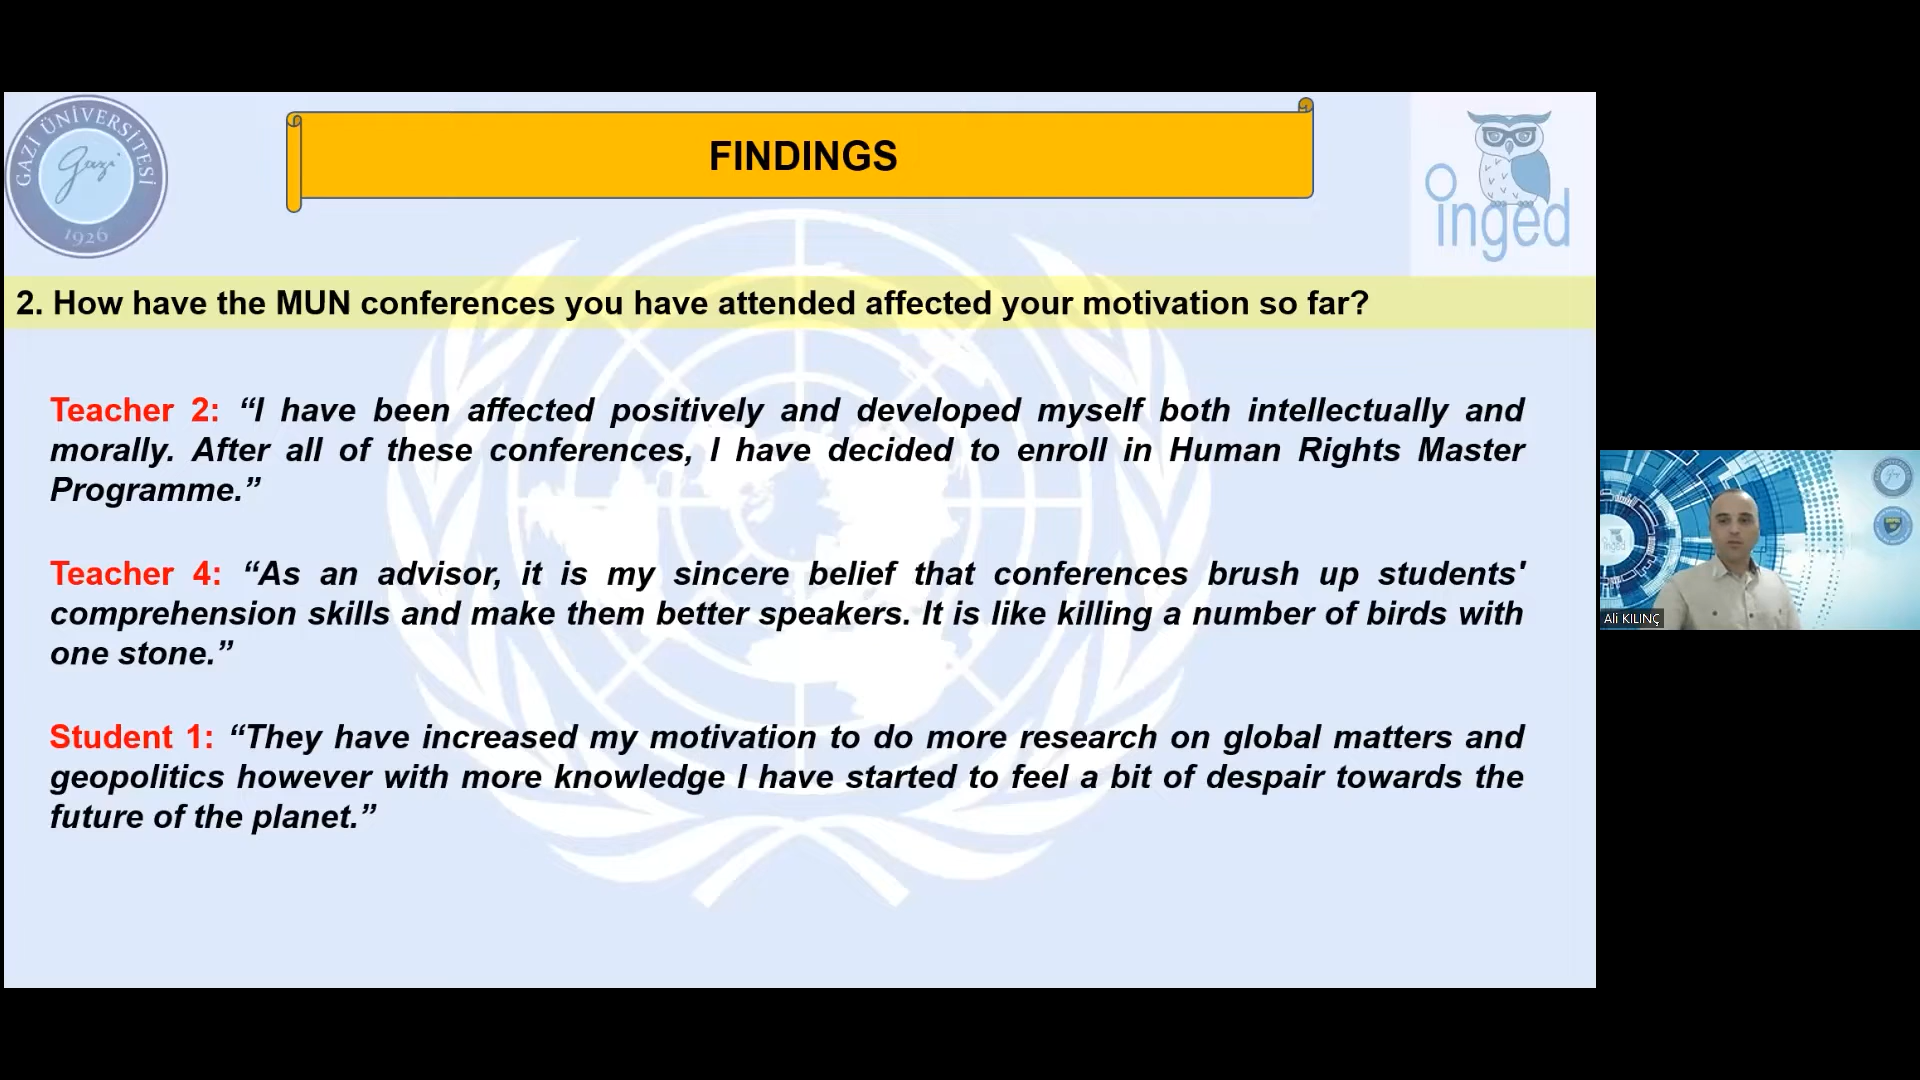 GAZİ ÜNİVERSİTESİ
Gazi
1926
FINDINGS
inged
2. How have the MUN conferences you have attended affected your motivation so far?
Teacher 2: “I have been affected positively and developed myself both intellectually and
morally. After all of these conferences, I have decided to enroll in Human Rights Master
Programme.”
Teacher 4: “As an advisor, it is my sincere belief that conferences brush up students'
comprehension skills and make them better speakers. It is like killing a number of birds with
one stone.”
Student 1: “They have increased my motivation to do more research on global matters and
geopolitics however with more knowledge I have started to feel a bit of despair towards the
future of the planet.”
Ali KILINÇ